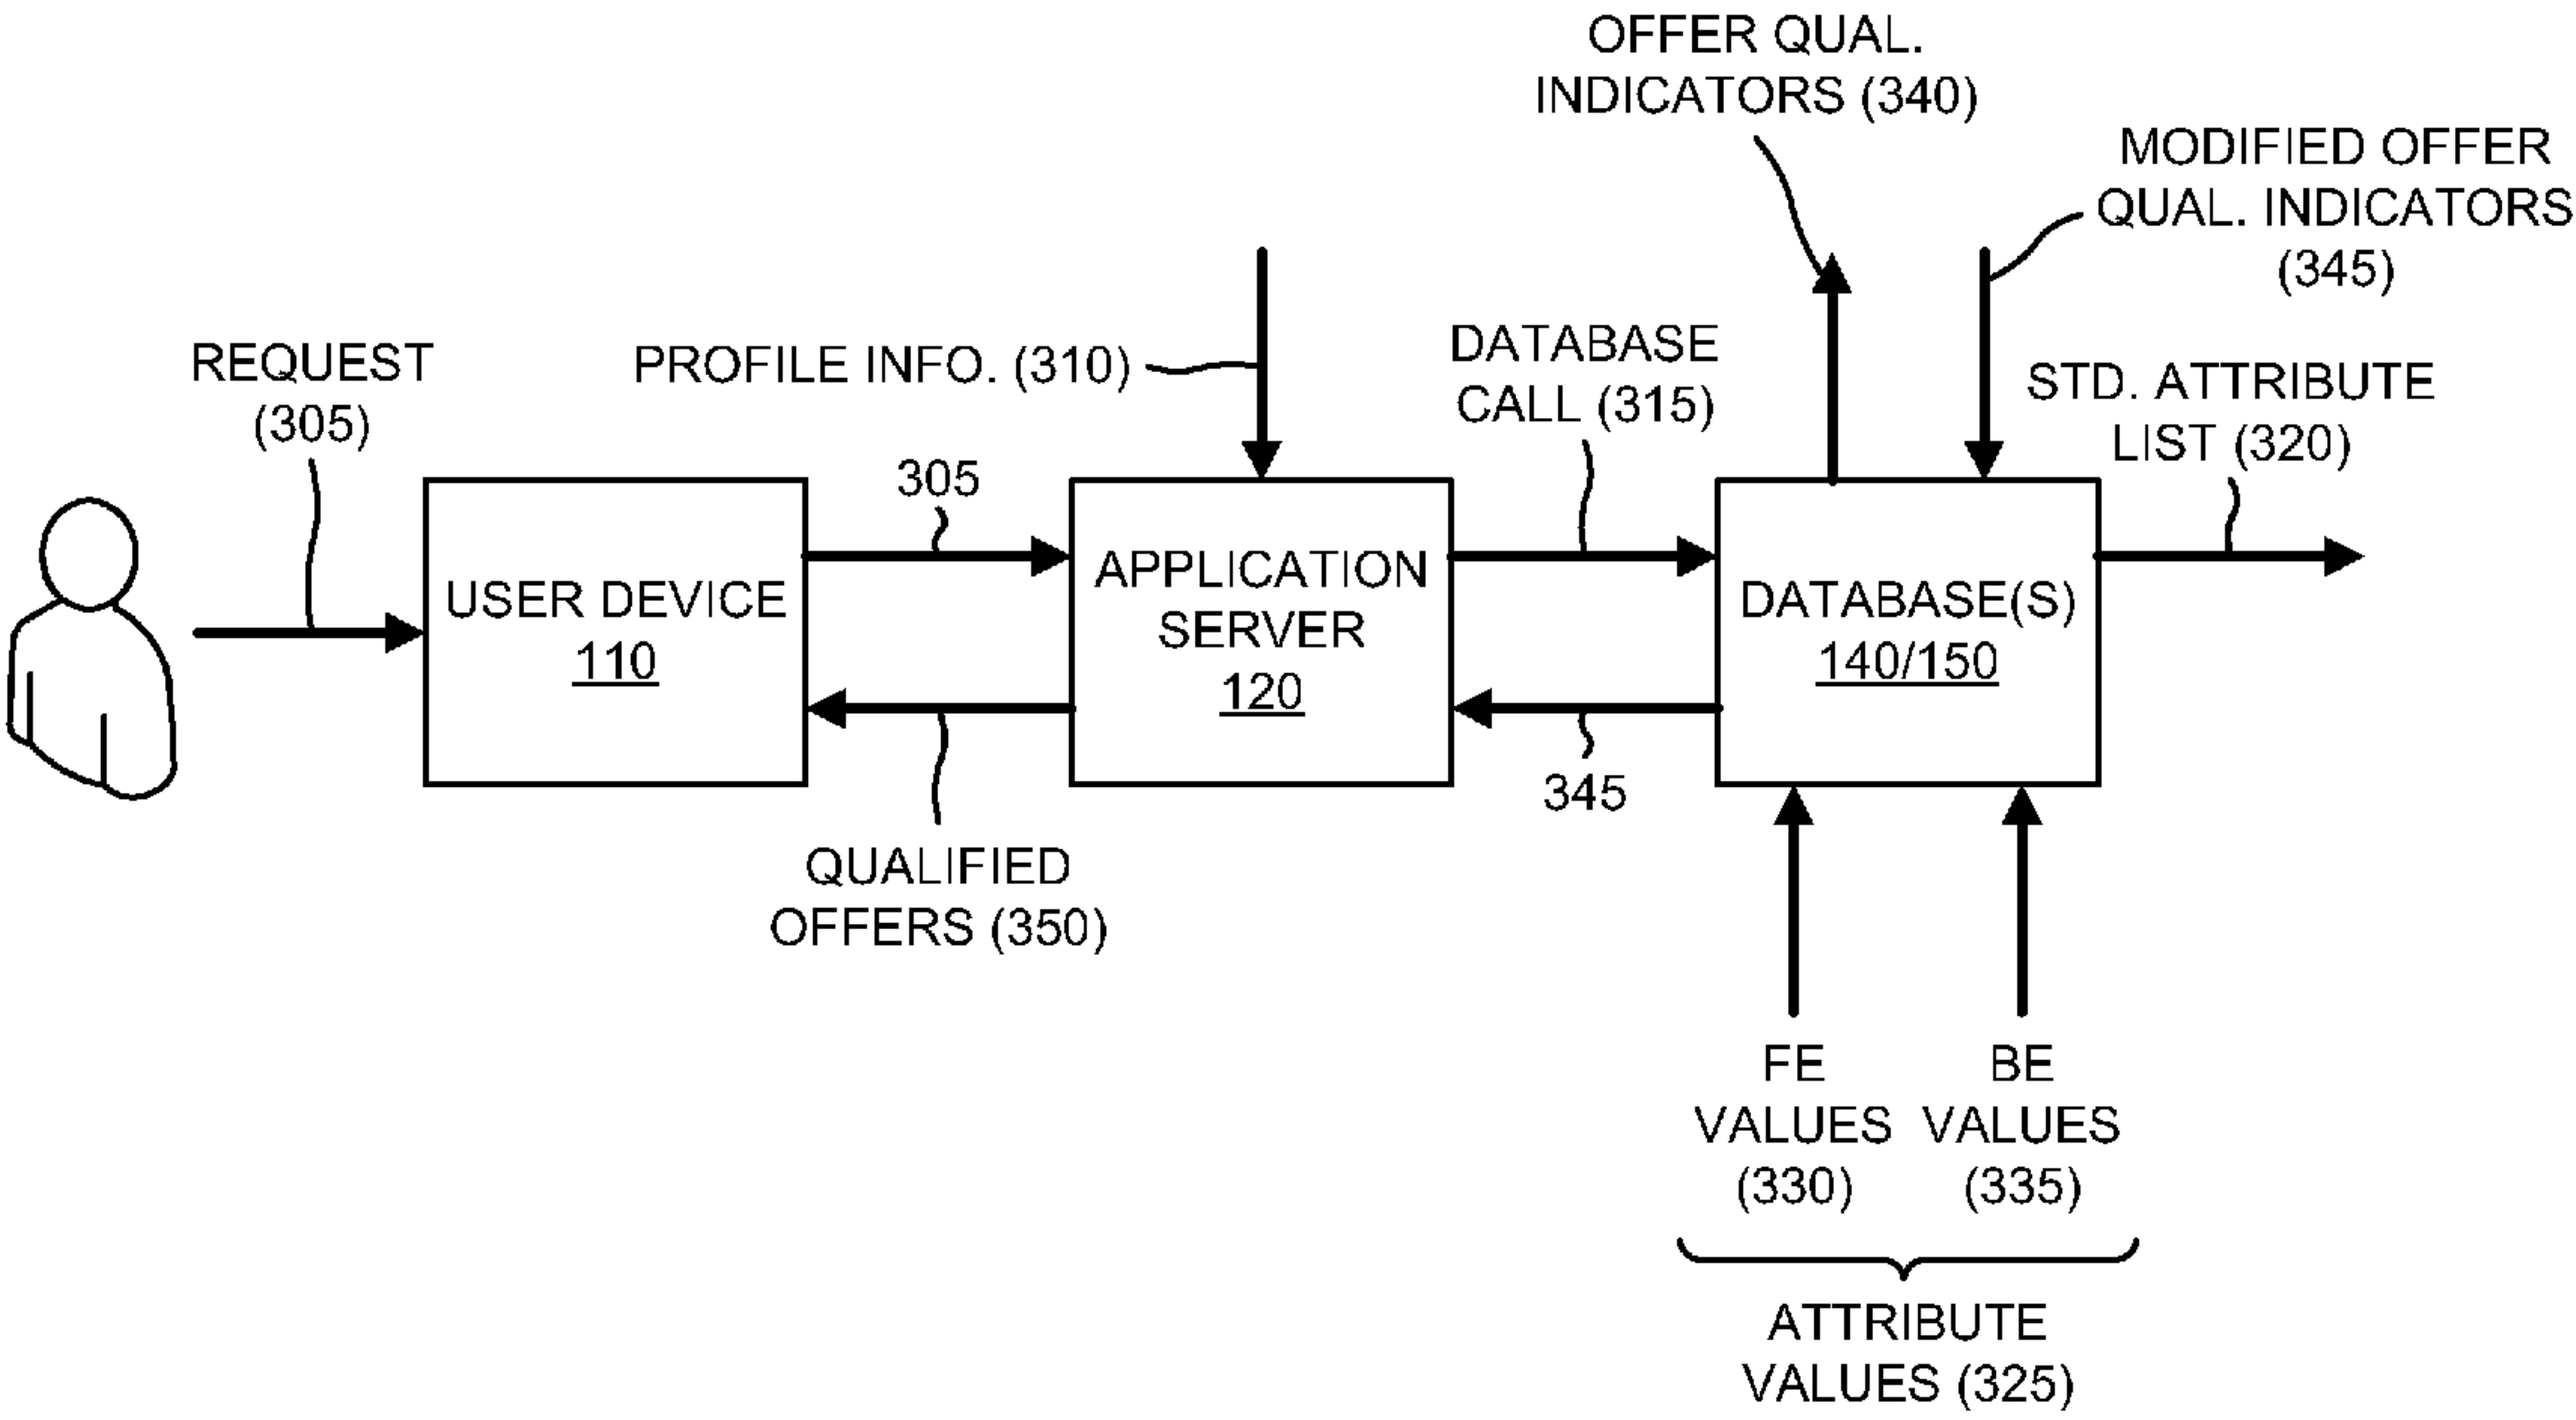 OFFER QUAL.
INDICATORS (340)
MODIFIED OFFER
QUAL. INDICATORS
(345)
REQUEST
(305)
PROFILE INFO. (310)
DATABASE
CALL (315)
STD. ATTRIBUTE
LIST (320)
305
USER DEVICE
110
APPLICATION
SERVER
120
DATABASE(S)
140/150
345
QUALIFIED
OFFERS (350)
FE
VALUES
(330)
BE
VALUES
(335)
ATTRIBUTE
VALUES (325)